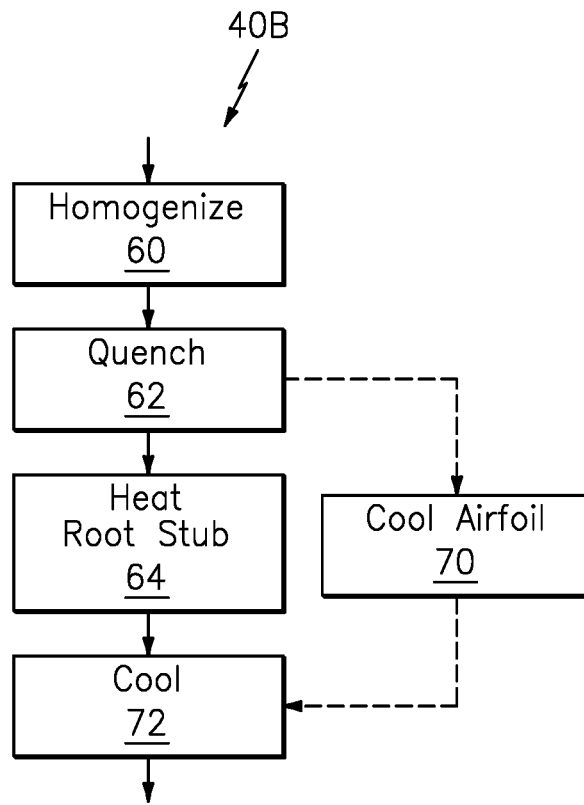 40B
Homogenize
60
Quench
62
Heat
Root Stub
64
Cool Airfoil
70
Cool
72